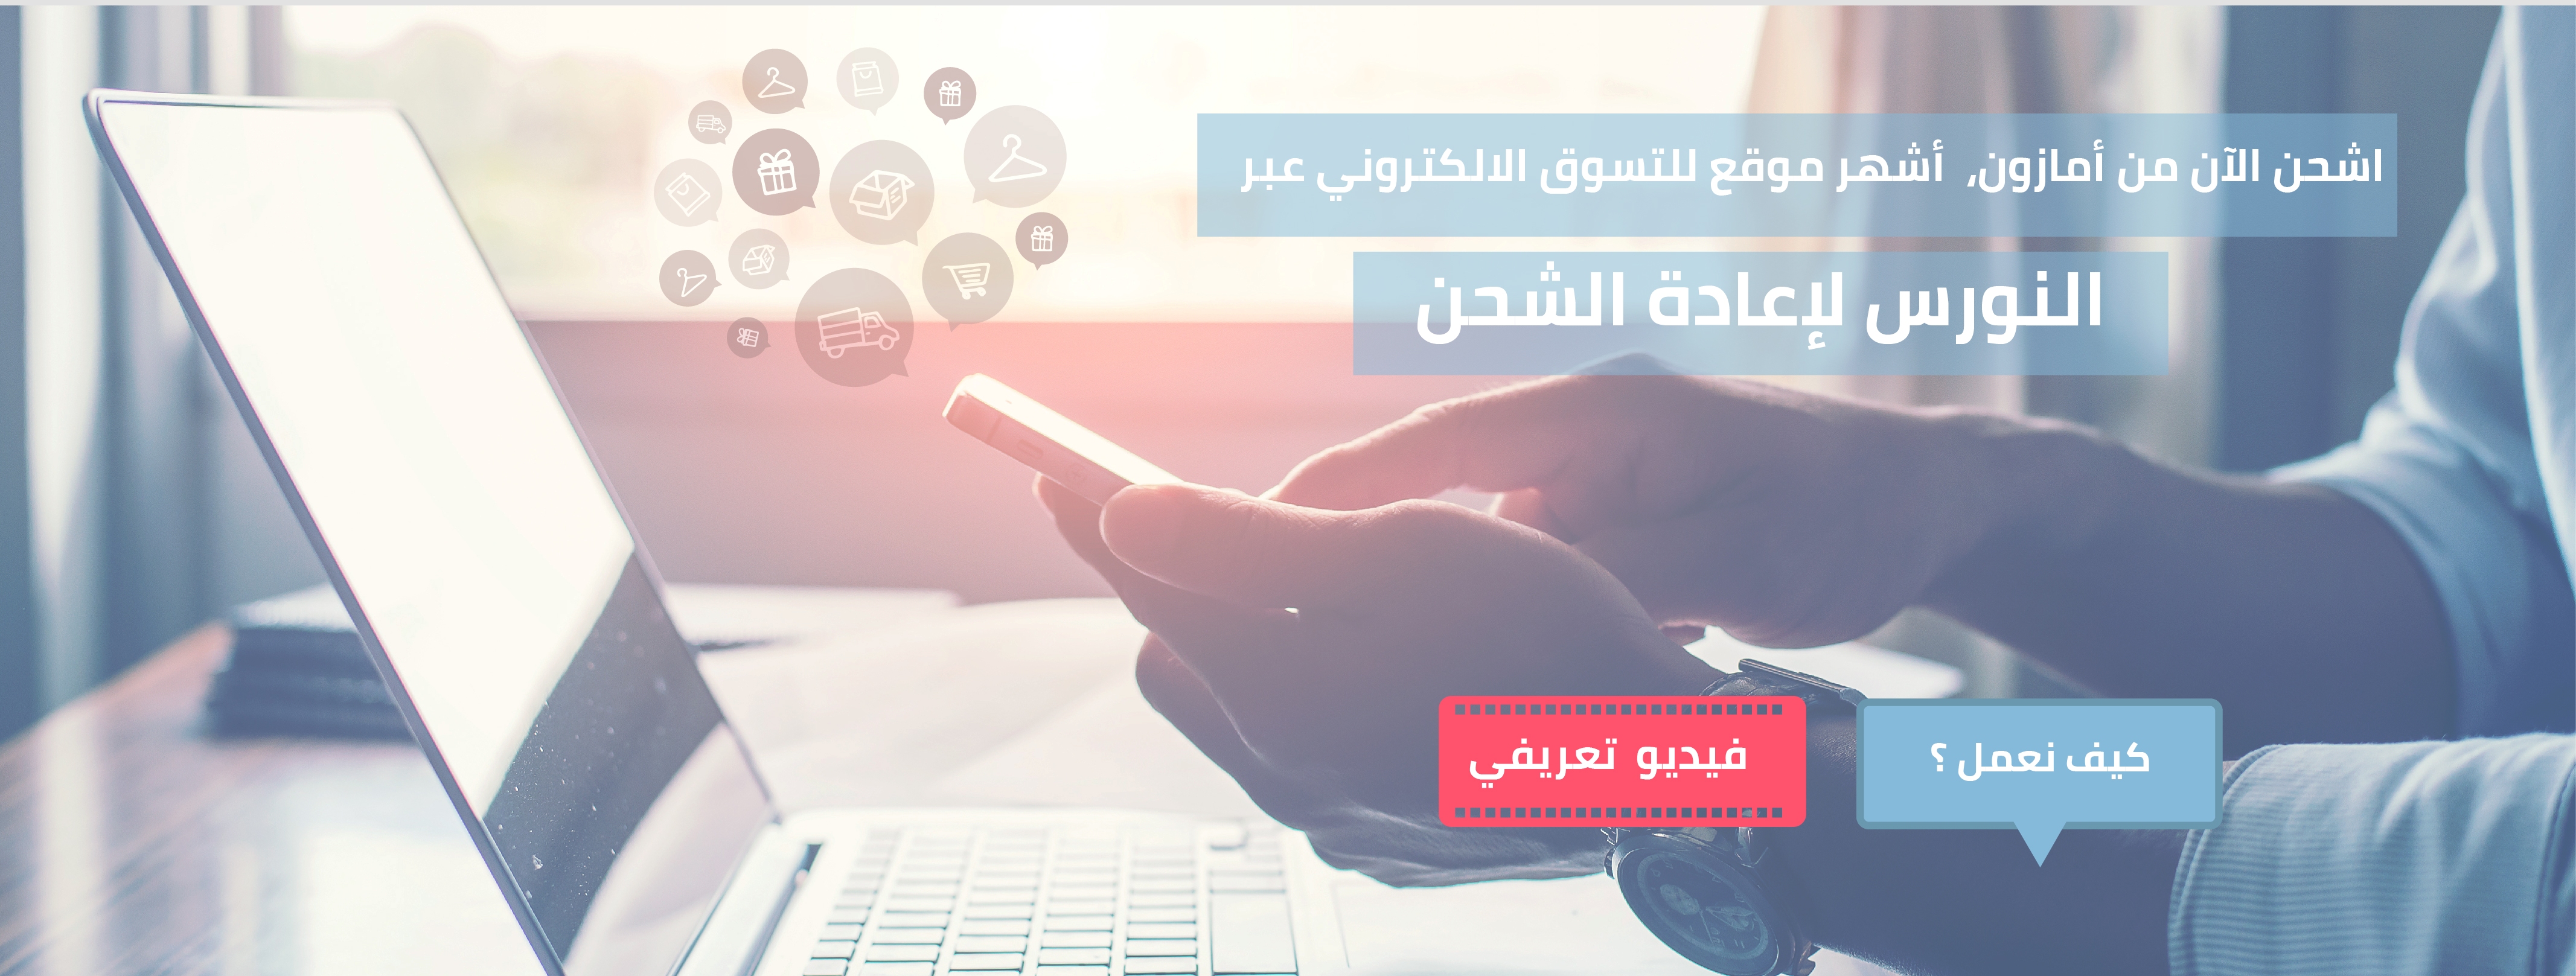 اشحن الآن من أمازون، أشهر موقع للتسوق الالكتروني عبر
النورس لإعادة الشحن
كيف نعمل ؟
فيديو تعريفي